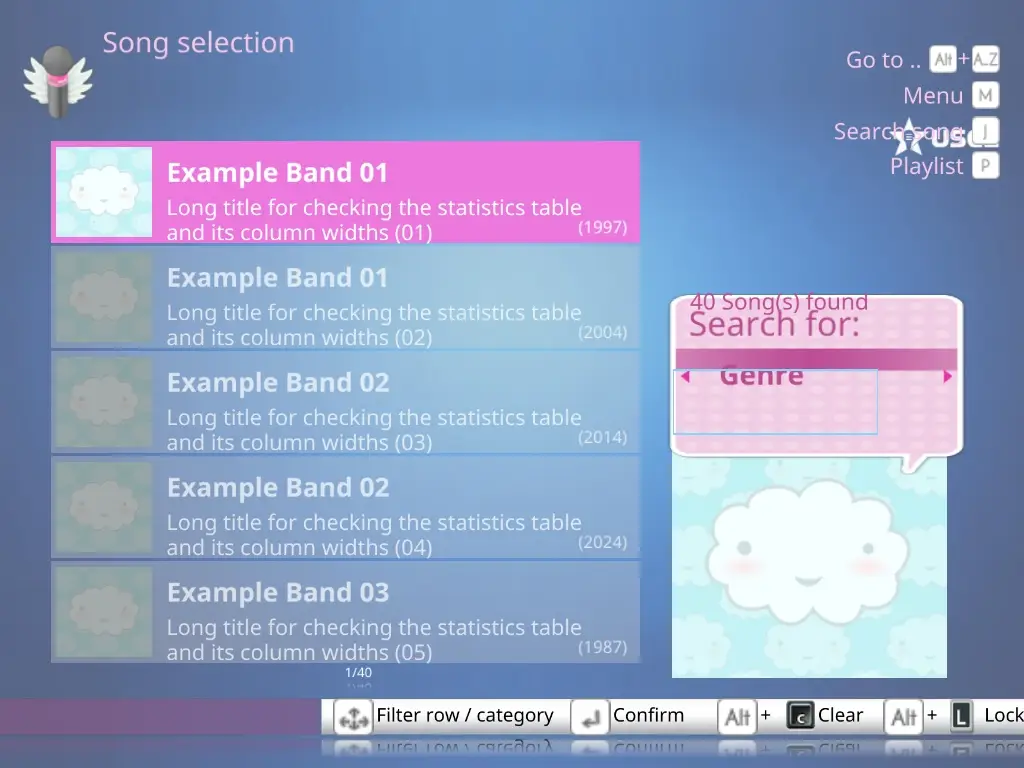 Song selection
Go to .. Alt + A..Z
Menu M
Search song J
Playlist P
Example Band 01
Long title for checking the statistics table
and its column widths (01)
(1997)
Example Band 01
Long title for checking the statistics table
and its column widths (02)
(2004)
Example Band 02
Long title for checking the statistics table
and its column widths (03)
(2014)
Example Band 02
Long title for checking the statistics table
and its column widths (04)
(2024)
Example Band 03
Long title for checking the statistics table
and its column widths (05)
(1987)
1/40
40 Song(s) found
Search for:
Genre
Filter row / category
Confirm
Alt + C Clear
Alt + L Lock